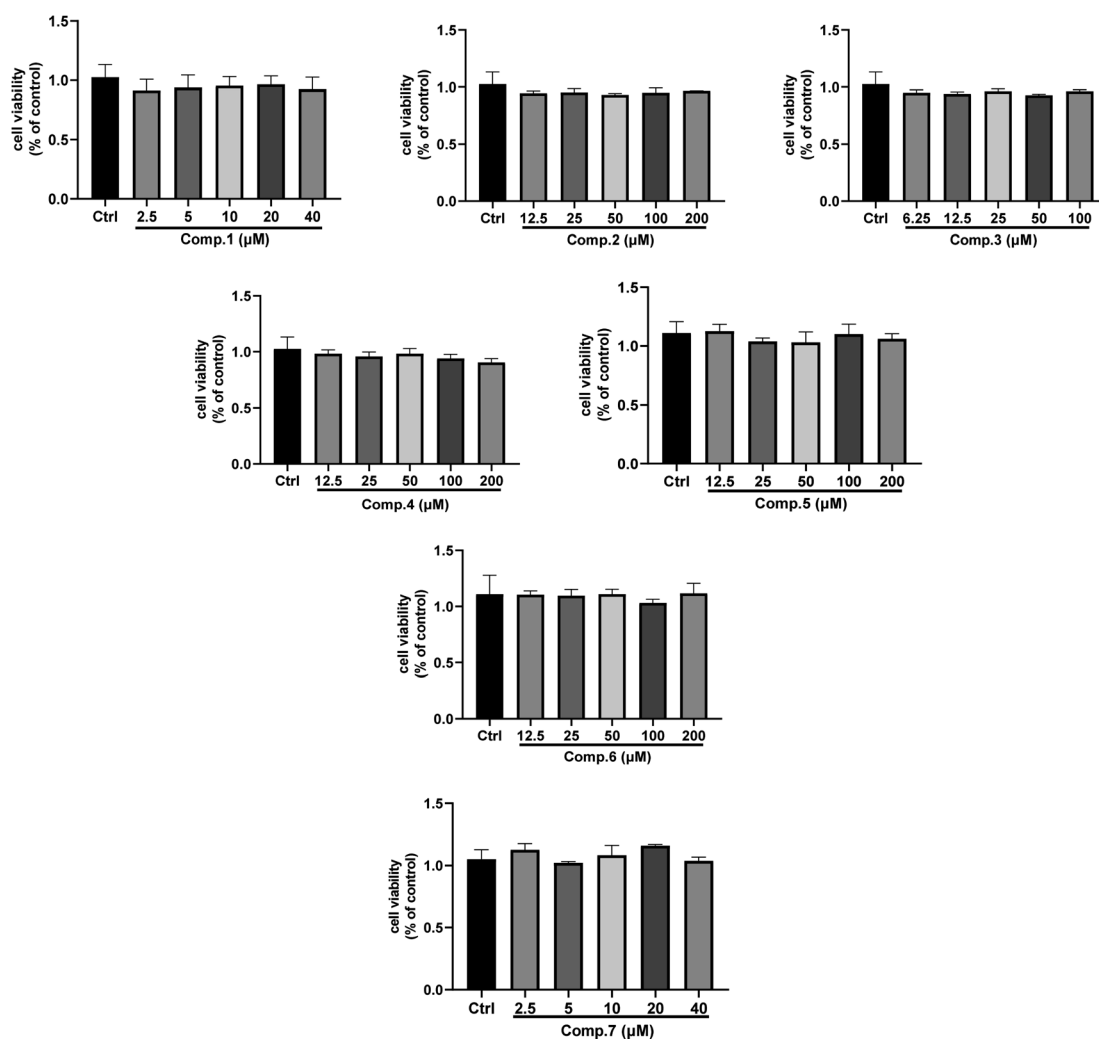 cell viability
(% of control)
1.5
1.0
0.5
0.0
Ctrl 2.5 5 10 20 40
Comp.1 (µM)
cell viability
(% of control)
1.5
1.0
0.5
0.0
Ctrl 12.5 25 50 100 200
Comp.2 (µM)
cell viability
(% of control)
1.5
1.0
0.5
0.0
Ctrl 6.25 12.5 25 50 100
Comp.3 (µM)
cell viability
(% of control)
1.5
1.0
0.5
0.0
Ctrl 12.5 25 50 100 200
Comp.4 (µM)
cell viability
(% of control)
1.5
1.0
0.5
0.0
Ctrl 12.5 25 50 100 200
Comp.5 (µM)
cell viability
(% of control)
1.5
1.0
0.5
0.0
Ctrl 12.5 25 50 100 200
Comp.6 (µM)
cell viability
(% of control)
1.5
1.0
0.5
0.0
Ctrl 2.5 5 10 20 40
Comp.7 (µM)